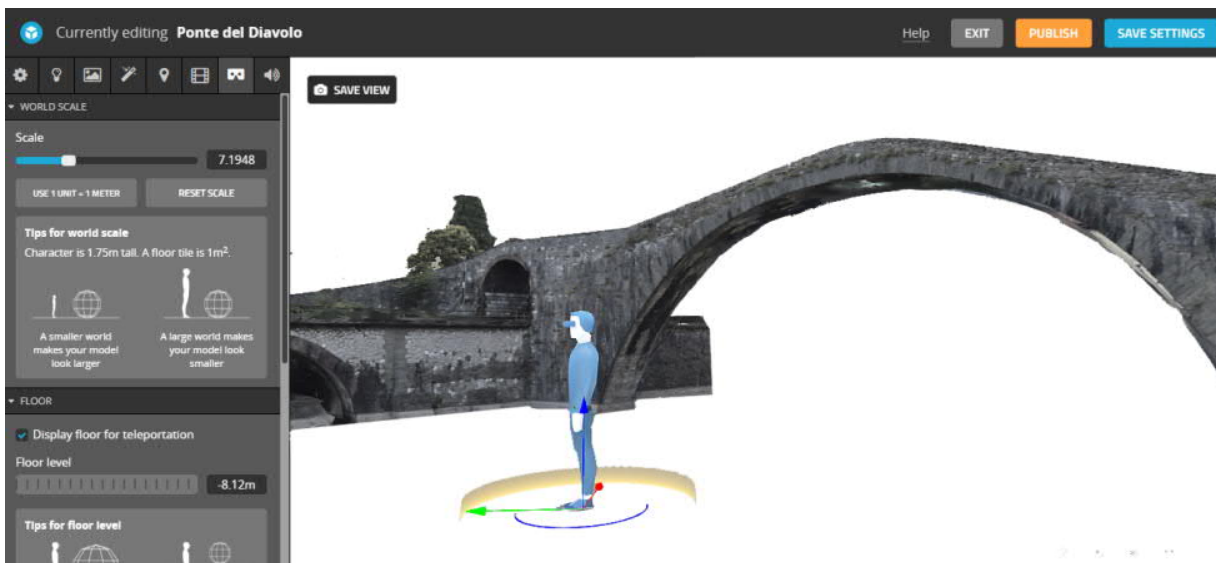 Currently editing Ponte del Diavolo
Help
EXIT
PUBLISH
SAVE SETTINGS
WORLD SCALE
Scale
7.1948
USE 1 UNIT = 1 METER
RESET SCALE
Tips for world scale
Character is 1.75m tall. A floor tile is 1m².
A smaller world
makes your model
look larger
A large world makes
your model look
smaller
FLOOR
Display floor for teleportation
Floor level
-8.12m
Tips for floor level
SAVE VIEW